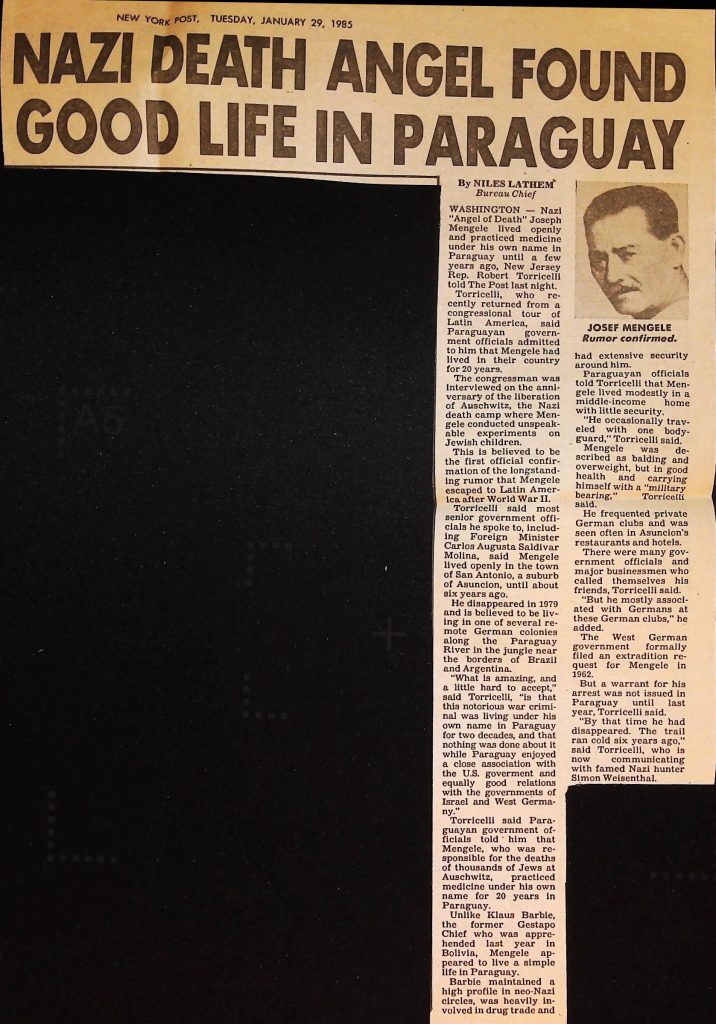 NEW YORK POST, TUESDAY, JANUARY 29, 1985
NAZI DEATH ANGEL FOUND
GOOD LIFE IN PARAGUAY
By NILES LATHEM
Bureau Chief
WASHINGTON — Nazi
"Angel of Death" Joseph
Mengele lived openly
and practiced medicine
under his own name in
Paraguay until a few
years ago, New Jersey
Rep. Robert Torricelli
told The Post last night.
Torricelli, who re-
cently returned from a
congressional tour of
Latin America, said
Paraguayan govern-
ment officials admitted
to him that Mengele had
lived in their country
for 20 years.
The congressman was
interviewed on the anni-
versary of the liberation
of Auschwitz, the Nazi
death camp where Men-
gele conducted unspeak-
able experiments on
Jewish children.
This is believed to be
the first official confir-
mation of the longstand-
ing rumor that Mengele
escaped to Latin Amer-
ica after World War II.
Torricelli said most
senior government offi-
cials he spoke to, includ-
ing Foreign Minister
Carlos Augusta Saldivar
Molina, said Mengele
lived openly in the town
of San Antonio, a suburb
of Asuncion, until about
six years ago.
He disappeared in 1979
and is believed to be liv-
ing in one of several re-
mote German colonies
along the Paraguay
River in the jungle near
the borders of Brazil
and Argentina.
"What is amazing, and
a little hard to accept,"
said Torricelli, "is that
this notorious war crimi-
nal was living under his
own name in Paraguay
for two decades, and that
nothing was done about it
while Paraguay enjoyed
a close association with
the U.S. goverment and
equally good relations
with the governments of
Israel and West Germa-
ny."
Torricelli said Para-
guayan government of-
ficials told him that
Mengele, who was re-
sponsible for the deaths
of thousands of Jews at
Auschwitz, practiced
medicine under his own
name for 20 years in
Paraguay.
Unlike Klaus Barbie,
the former Gestapo
Chief who was appre-
hended last year in
Bolivia, Mengele ap-
peared to live a simple
life in Paraguay.
Barbie maintained a
high profile in neo-Nazi
circles, was heavily in-
volved in drug trade and
JOSEF MENGELE
Rumor confirmed.
had extensive security
around him.
Paraguayan officials
told Torricelli that Men-
gele lived modestly in a
middle-income home
with little security.
"He occasionally trav-
eled with one body-
guard," Torricelli said.
Mengele was de-
scribed as balding and
overweight, but in good
health and carrying
himself with a "military
bearing," Torricelli
said.
He frequented private
German clubs and was
seen often in Asuncion's
restaurants and hotels.
There were many gov-
ernment officials and
major businessmen who
called themselves his
friends, Torricelli said.
"But he mostly associ-
ated with Germans at
these German clubs," he
added.
The West German
government formally
filed an extradition re-
quest for Mengele in
1962.
But a warrant for his
arrest was not issued in
Paraguay until last
year, Torricelli said.
"By that time he had
disappeared. The trail
ran cold six years ago,"
said Torricelli, who is
now communicating
with famed Nazi hunter
Simon Weisenthal.